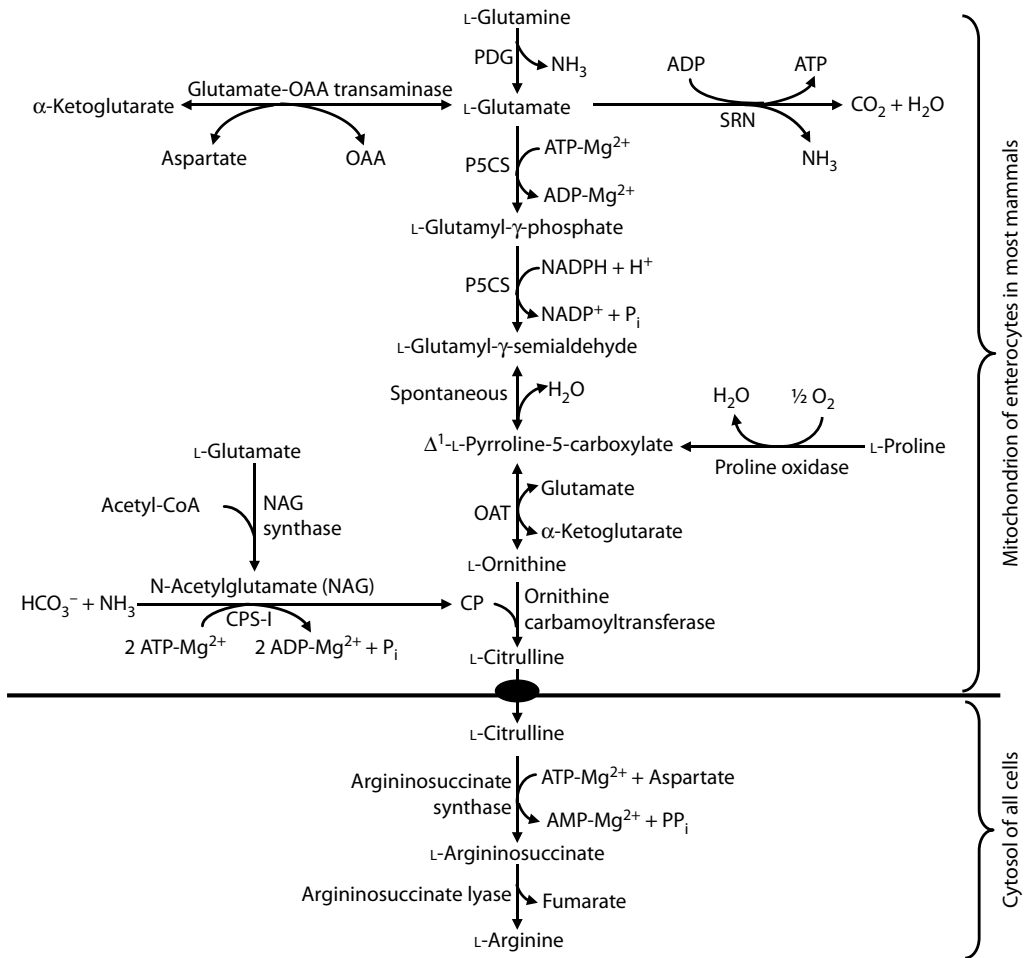 L-Glutamine
PDG
NH₃
ADP
ATP
Glutamate-OAA transaminase
α-Ketoglutarate
L-Glutamate
CO₂ + H₂O
SRN
Aspartate
OAA
NH₃
P5CS
ATP-Mg²⁺
ADP-Mg²⁺
L-Glutamyl-γ-phosphate
P5CS
NADPH + H⁺
NADP⁺ + Pᵢ
L-Glutamyl-γ-semialdehyde
Spontaneous
H₂O
H₂O
½ O₂
Δ¹-L-Pyrroline-5-carboxylate
L-Proline
Proline oxidase
L-Glutamate
Acetyl-CoA
NAG
synthase
OAT
Glutamate
α-Ketoglutarate
L-Ornithine
N-Acetylglutamate (NAG)
HCO₃⁻ + NH₃
CPS-I
CP
Ornithine
carbamoyltransferase
2 ATP-Mg²⁺
2 ADP-Mg²⁺ + Pᵢ
L-Citrulline
Mitochondrion of enterocytes in most mammals
L-Citrulline
Argininosuccinate
synthase
ATP-Mg²⁺ + Aspartate
AMP-Mg²⁺ + PPᵢ
L-Argininosuccinate
Argininosuccinate lyase
Fumarate
L-Arginine
Cytosol of all cells